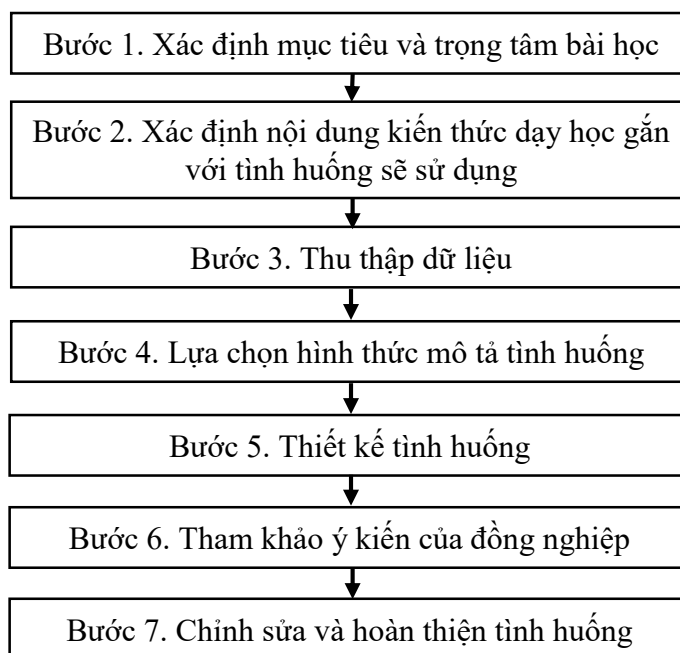 Bước 1. Xác định mục tiêu và trọng tâm bài học
Bước 2. Xác định nội dung kiến thức dạy học gắn
với tình huống sẽ sử dụng
Bước 3. Thu thập dữ liệu
Bước 4. Lựa chọn hình thức mô tả tình huống
Bước 5. Thiết kế tình huống
Bước 6. Tham khảo ý kiến của đồng nghiệp
Bước 7. Chỉnh sửa và hoàn thiện tình huống